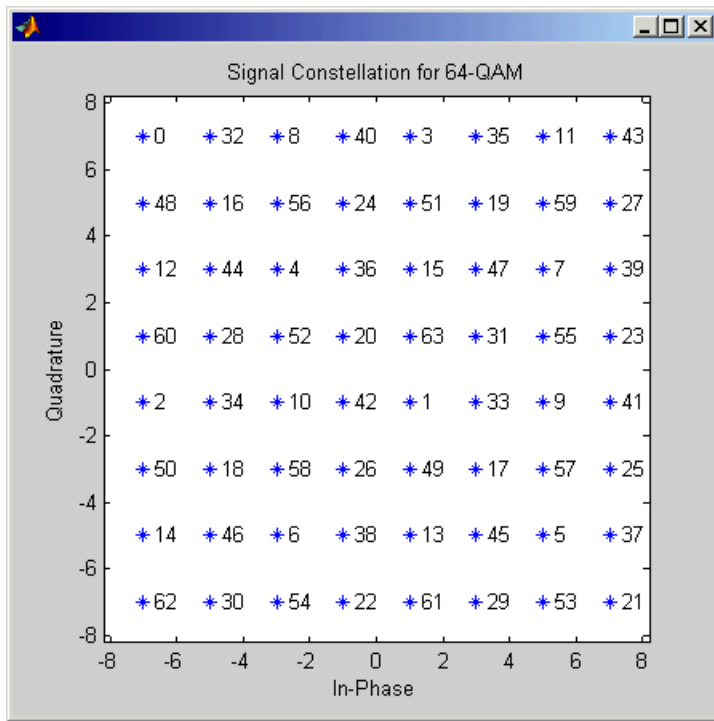 Signal Constellation for 64-QAM
8
0 32 8 40 3 35 11 43
6
48 16 56 24 51 19 59 27
4
12 44 4 36 15 47 7 39
2
60 28 52 20 63 31 55 23
0
2 34 10 42 1 33 9 41
-2
50 18 58 26 49 17 57 25
-4
14 46 6 38 13 45 5 37
-6
62 30 54 22 61 29 53 21
-8
Quadrature
-8 -6 -4 -2 0 2 4 6 8
In-Phase